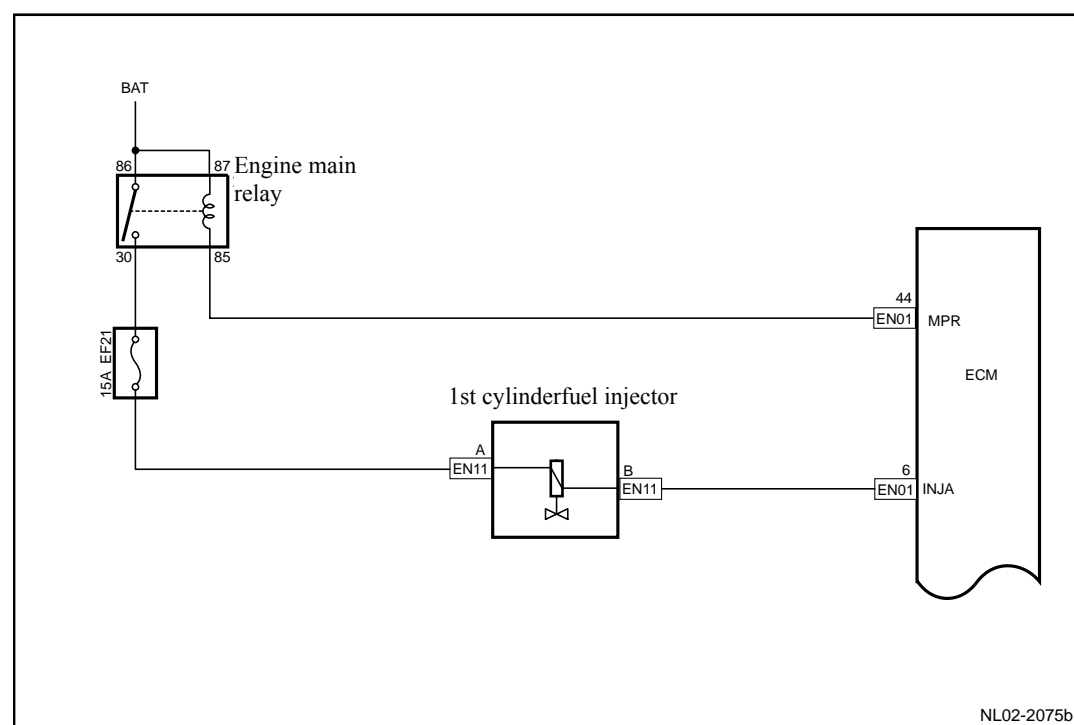 BAT
86
87
Engine main
relay
30
85
15A EF21
44
EN01
MPR
ECM
1st cylinderfuel injector
A
EN11
B
EN11
6
EN01
INJA
NL02-2075b